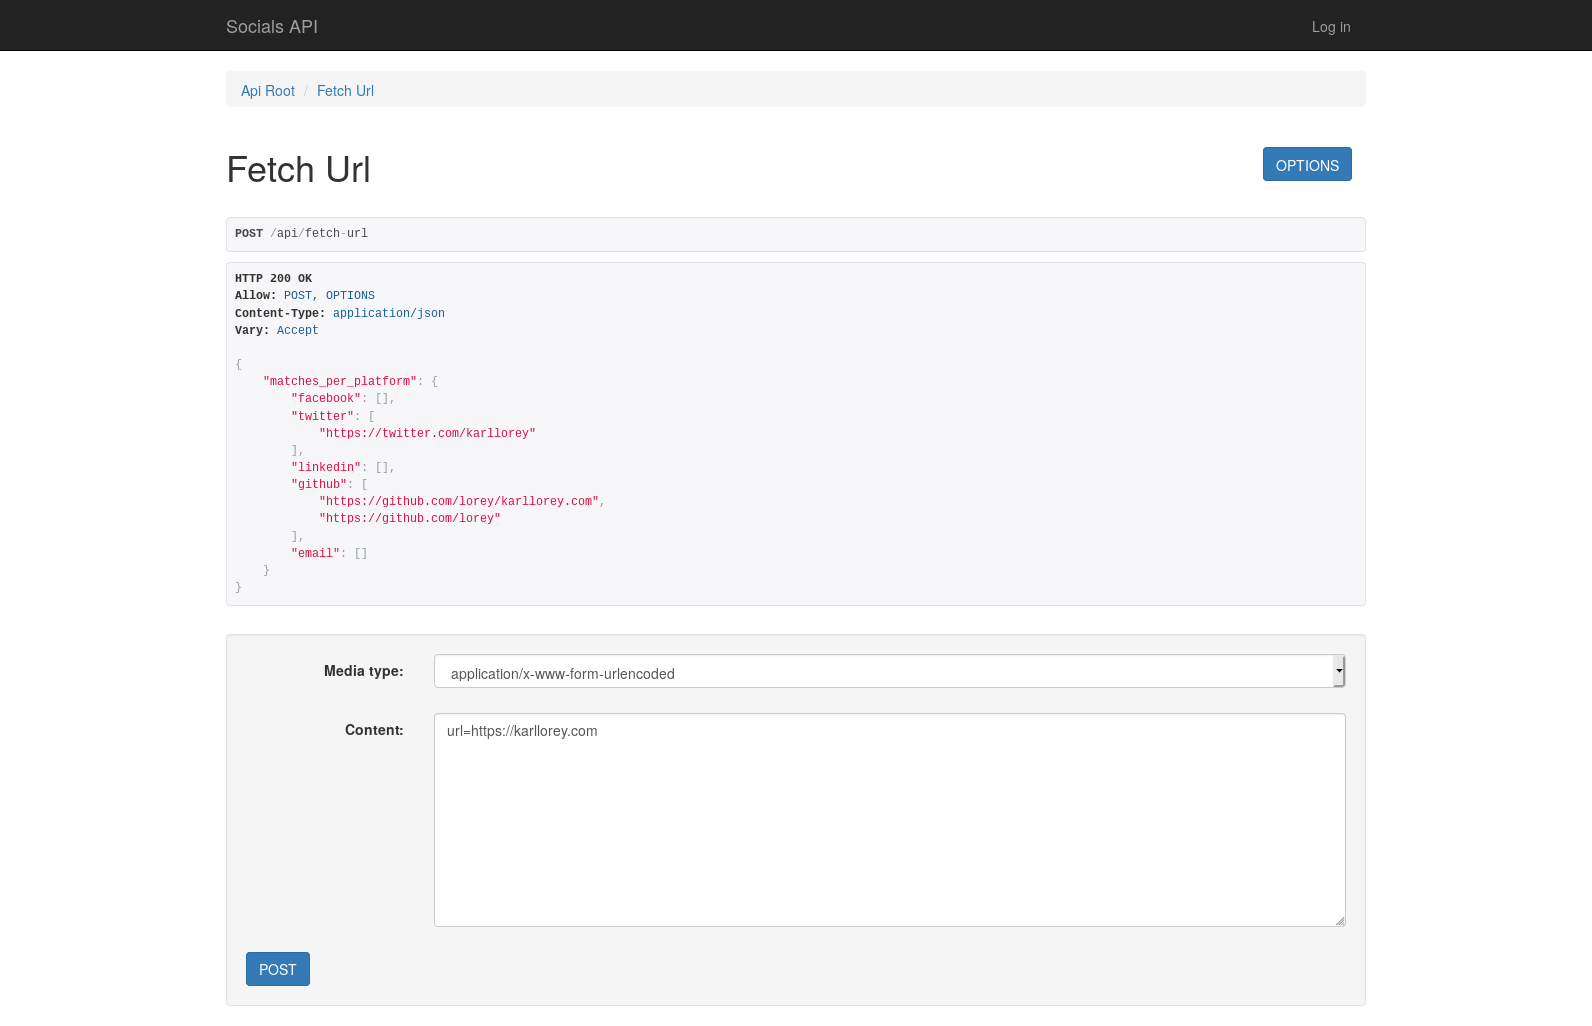 Socials API
Log in
Api Root / Fetch Url
Fetch Url
OPTIONS
POST /api/fetch-url
HTTP 200 OK
Allow: POST, OPTIONS
Content-Type: application/json
Vary: Accept
{
    "matches_per_platform": {
        "facebook": [],
        "twitter": [
            "https://twitter.com/karllorey"
        ],
        "linkedin": [],
        "github": [
            "https://github.com/lorey/karllorey.com",
            "https://github.com/lorey"
        ],
        "email": []
    }
}
Media type:
application/x-www-form-urlencoded
Content:
url=https://karllorey.com
POST